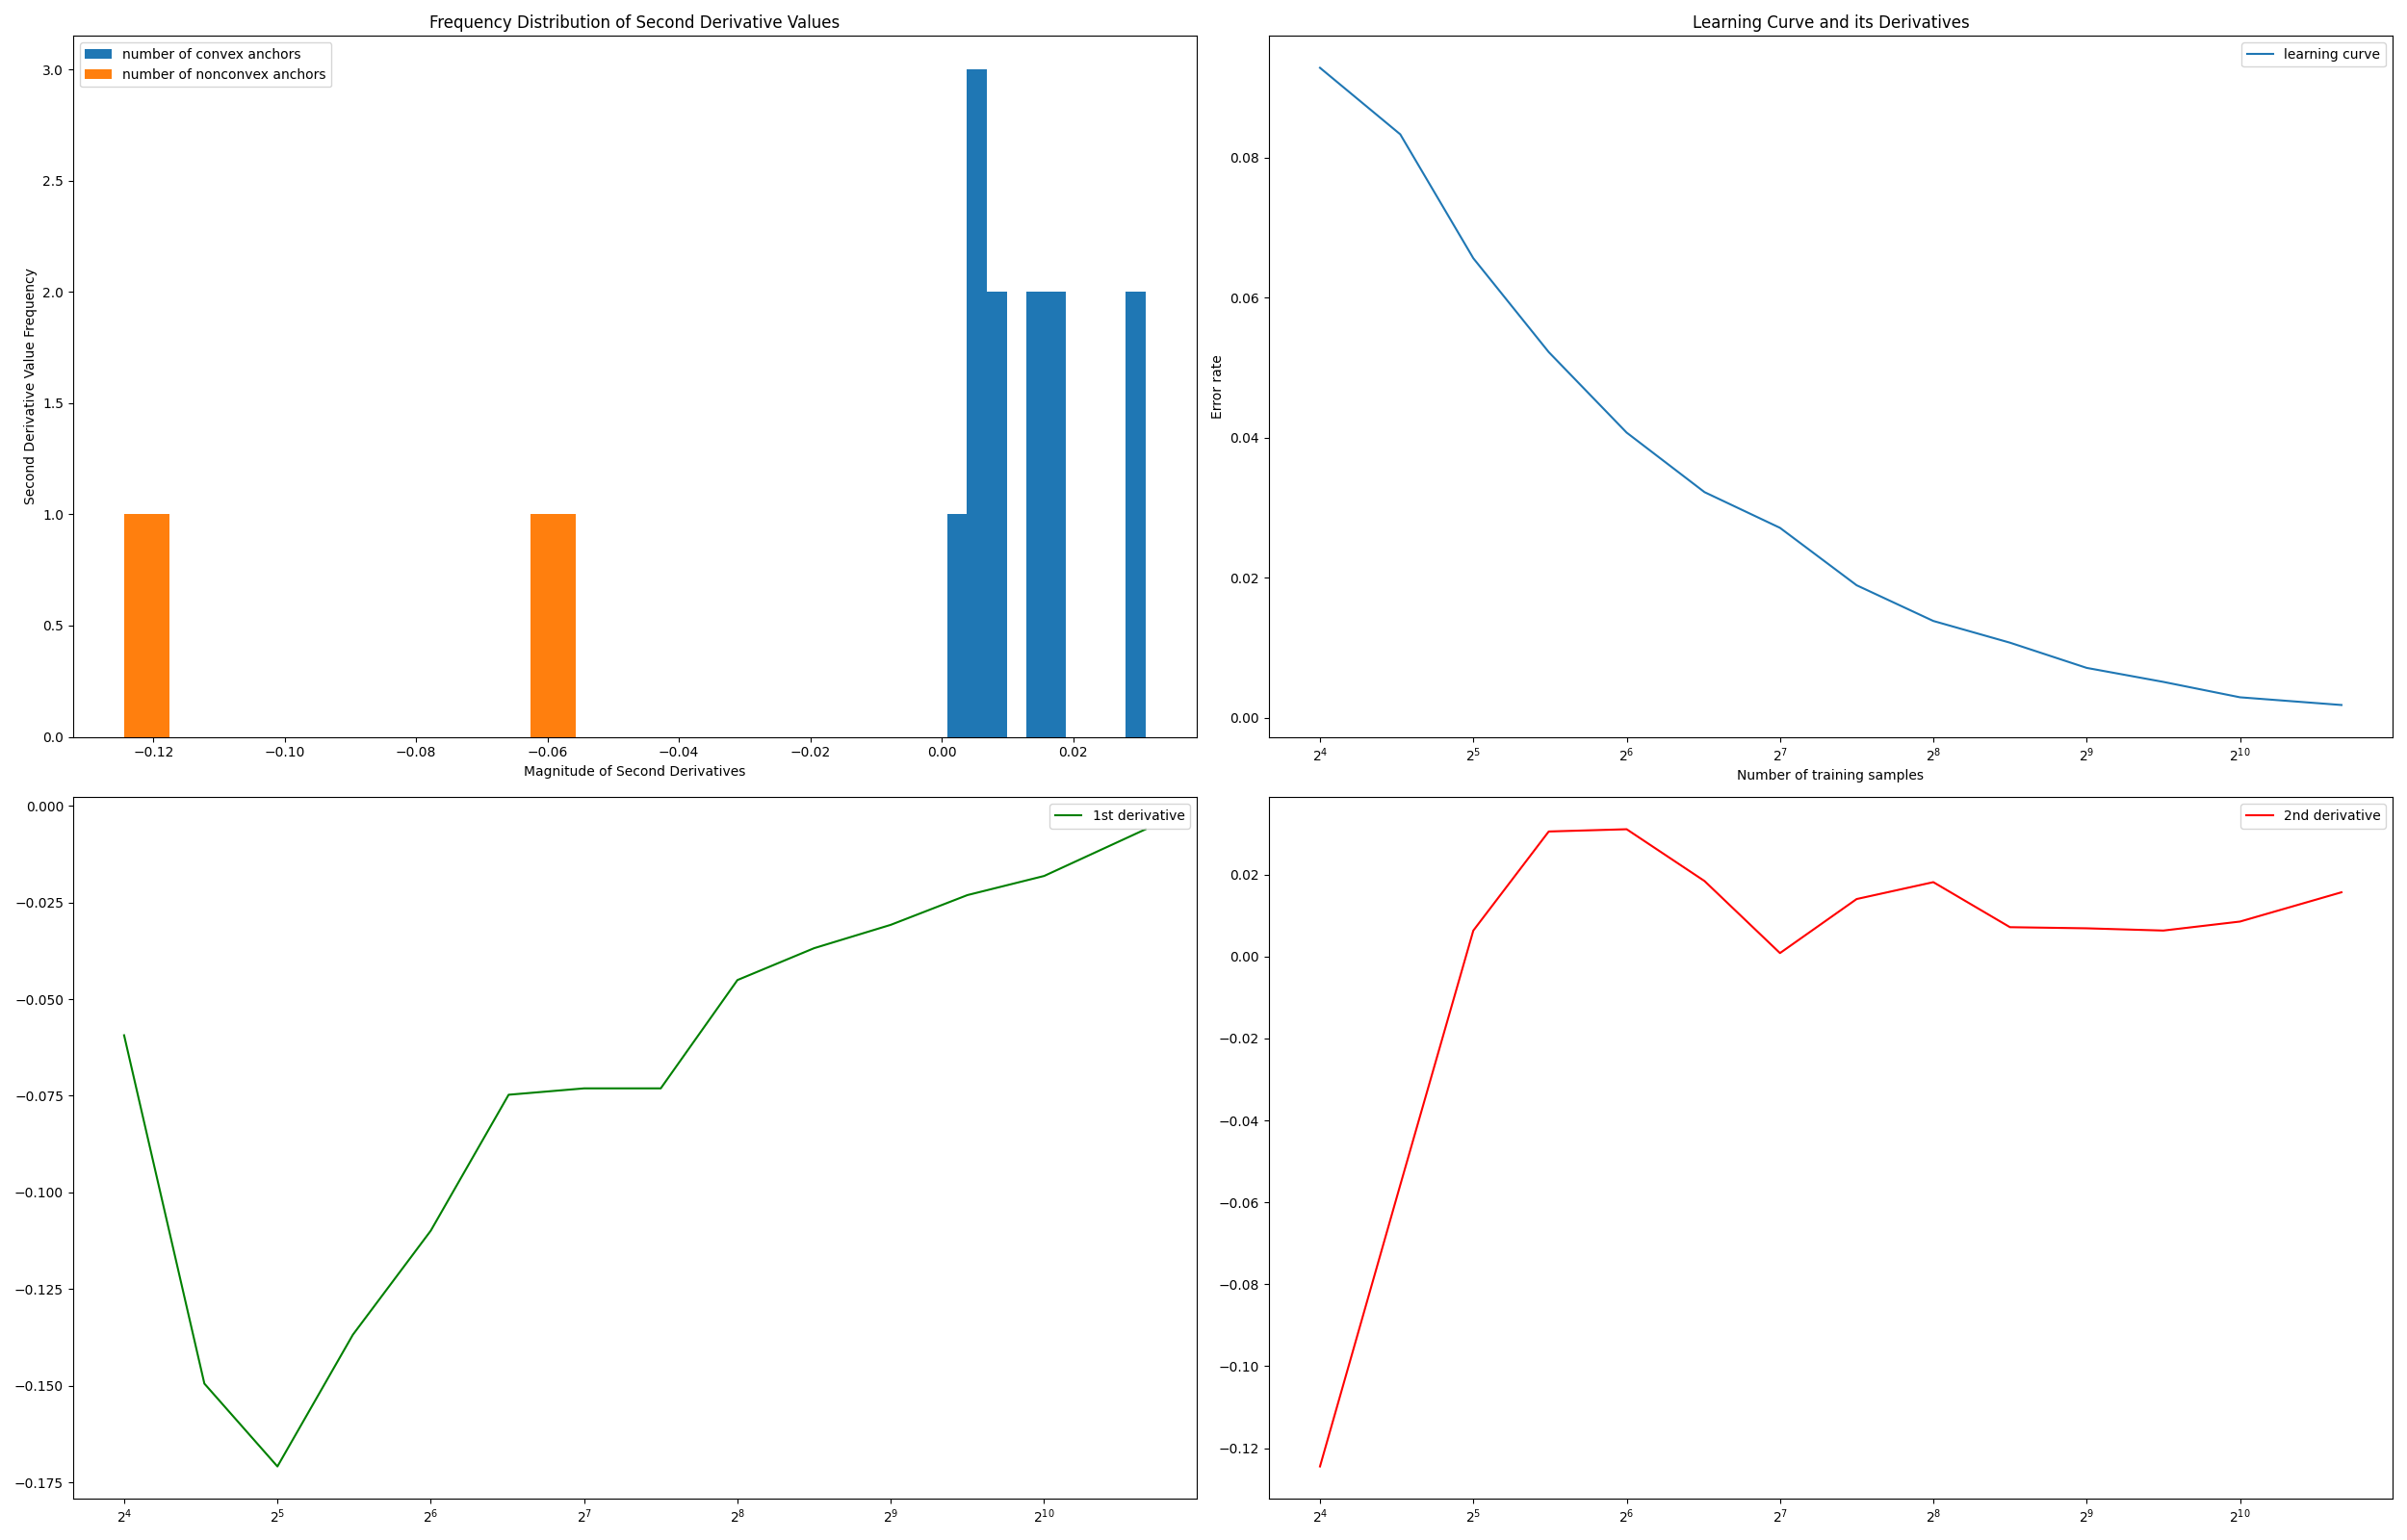 Frequency Distribution of Second Derivative Values
number of convex anchors
number of nonconvex anchors
Second Derivative Value Frequency
3.0
2.5
2.0
1.5
1.0
0.5
0.0
−0.12 −0.10 −0.08 −0.06 −0.04 −0.02 0.00 0.02
Magnitude of Second Derivatives
Learning Curve and its Derivatives
learning curve
Error rate
0.08
0.06
0.04
0.02
0.00
2⁴ 2⁵ 2⁶ 2⁷ 2⁸ 2⁹ 2¹⁰
Number of training samples
1st derivative
0.000
−0.025
−0.050
−0.075
−0.100
−0.125
−0.150
−0.175
2⁴ 2⁵ 2⁶ 2⁷ 2⁸ 2⁹ 2¹⁰
2nd derivative
0.02
0.00
−0.02
−0.04
−0.06
−0.08
−0.10
−0.12
2⁴ 2⁵ 2⁶ 2⁷ 2⁸ 2⁹ 2¹⁰